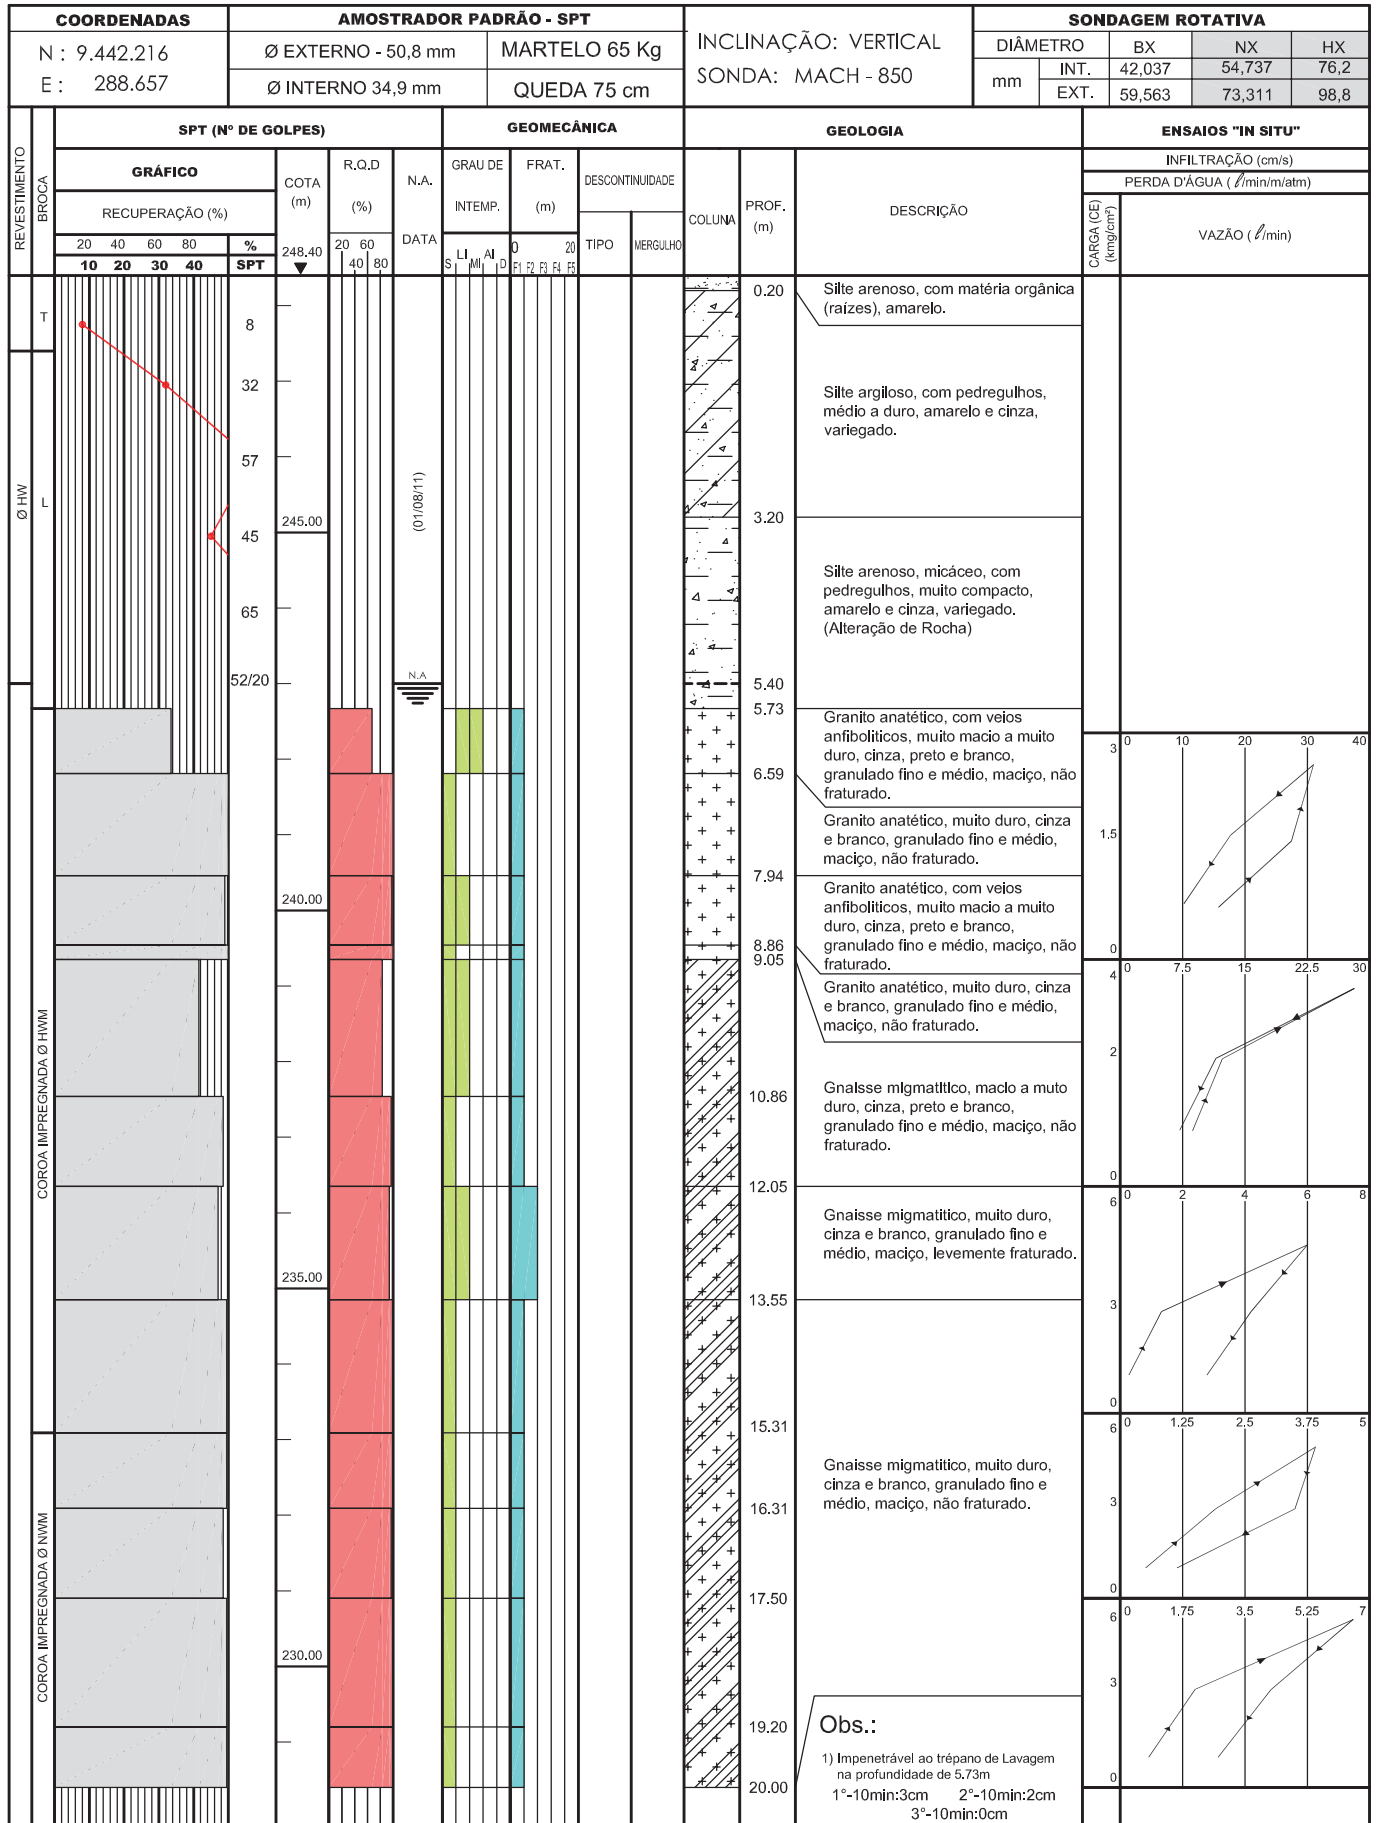 COORDENADAS
N : 9.442.216
E : 288.657
AMOSTRADOR PADRÃO - SPT
Ø EXTERNO - 50,8 mm
MARTELO 65 Kg
Ø INTERNO 34,9 mm
QUEDA 75 cm
INCLINAÇÃO: VERTICAL
SONDA: MACH - 850
SONDAGEM ROTATIVA
DIÂMETRO BX NX HX
mm INT. 42,037 54,737 76,2
EXT. 59,563 73,311 98,8
REVESTIMENTO
BROCA
SPT (Nº DE GOLPES)
GRÁFICO
RECUPERAÇÃO (%)
20 40 60 80 %
10 20 30 40 SPT
COTA
(m)
248.40
R.Q.D
(%)
20 60
40 80
N.A.
DATA
GEOMECÂNICA
GRAU DE
INTEMP.
S LI MI AI D
FRAT.
(m)
0 20
F1 F2 F3 F4 F5
DESCONTINUIDADE
TIPO
MERGULHO
GEOLOGIA
COLUNA
PROF.
(m)
DESCRIÇÃO
ENSAIOS "IN SITU"
INFILTRAÇÃO (cm/s)
PERDA D'ÁGUA ( ℓ/min/m/atm)
CARGA (CE)
(kmg/cm²)
VAZÃO ( ℓ/min)
T
L
Ø HW
COROA IMPREGNADA Ø HWM
COROA IMPREGNADA Ø NWM
8
32
57
45
65
52/20
245.00
240.00
235.00
230.00
(01/08/11)
N.A
0.20
3.20
5.40
5.73
6.59
7.94
8.86
9.05
10.86
12.05
13.55
15.31
16.31
17.50
19.20
20.00
Silte arenoso, com matéria orgânica
(raízes), amarelo.
Silte argiloso, com pedregulhos,
médio a duro, amarelo e cinza,
variegado.
Silte arenoso, micáceo, com
pedregulhos, muito compacto,
amarelo e cinza, variegado.
(Alteração de Rocha)
Granito anatético, com veios
anfiboliticos, muito macio a muito
duro, cinza, preto e branco,
granulado fino e médio, maciço, não
fraturado.
Granito anatético, muito duro, cinza
e branco, granulado fino e médio,
maciço, não fraturado.
Granito anatético, com veios
anfiboliticos, muito macio a muito
duro, cinza, preto e branco,
granulado fino e médio, maciço, não
fraturado.
Granito anatético, muito duro, cinza
e branco, granulado fino e médio,
maciço, não fraturado.
Gnaisse migmatitico, macio a muto
duro, cinza, preto e branco,
granulado fino e médio, maciço, não
fraturado.
Gnaisse migmatitico, muito duro,
cinza e branco, granulado fino e
médio, maciço, levemente fraturado.
Gnaisse migmatitico, muito duro,
cinza e branco, granulado fino e
médio, maciço, não fraturado.
Obs.:
1) Impenetrável ao trépano de Lavagem
na profundidade de 5.73m
1°-10min:3cm 2°-10min:2cm
3°-10min:0cm
0 10 20 30 40
3
1.5
0
0 7.5 15 22.5 30
4
2
0
0 2 4 6 8
6
3
0
0 1.25 2.5 3.75 5
6
3
0
0 1.75 3.5 5.25 7
6
3
0